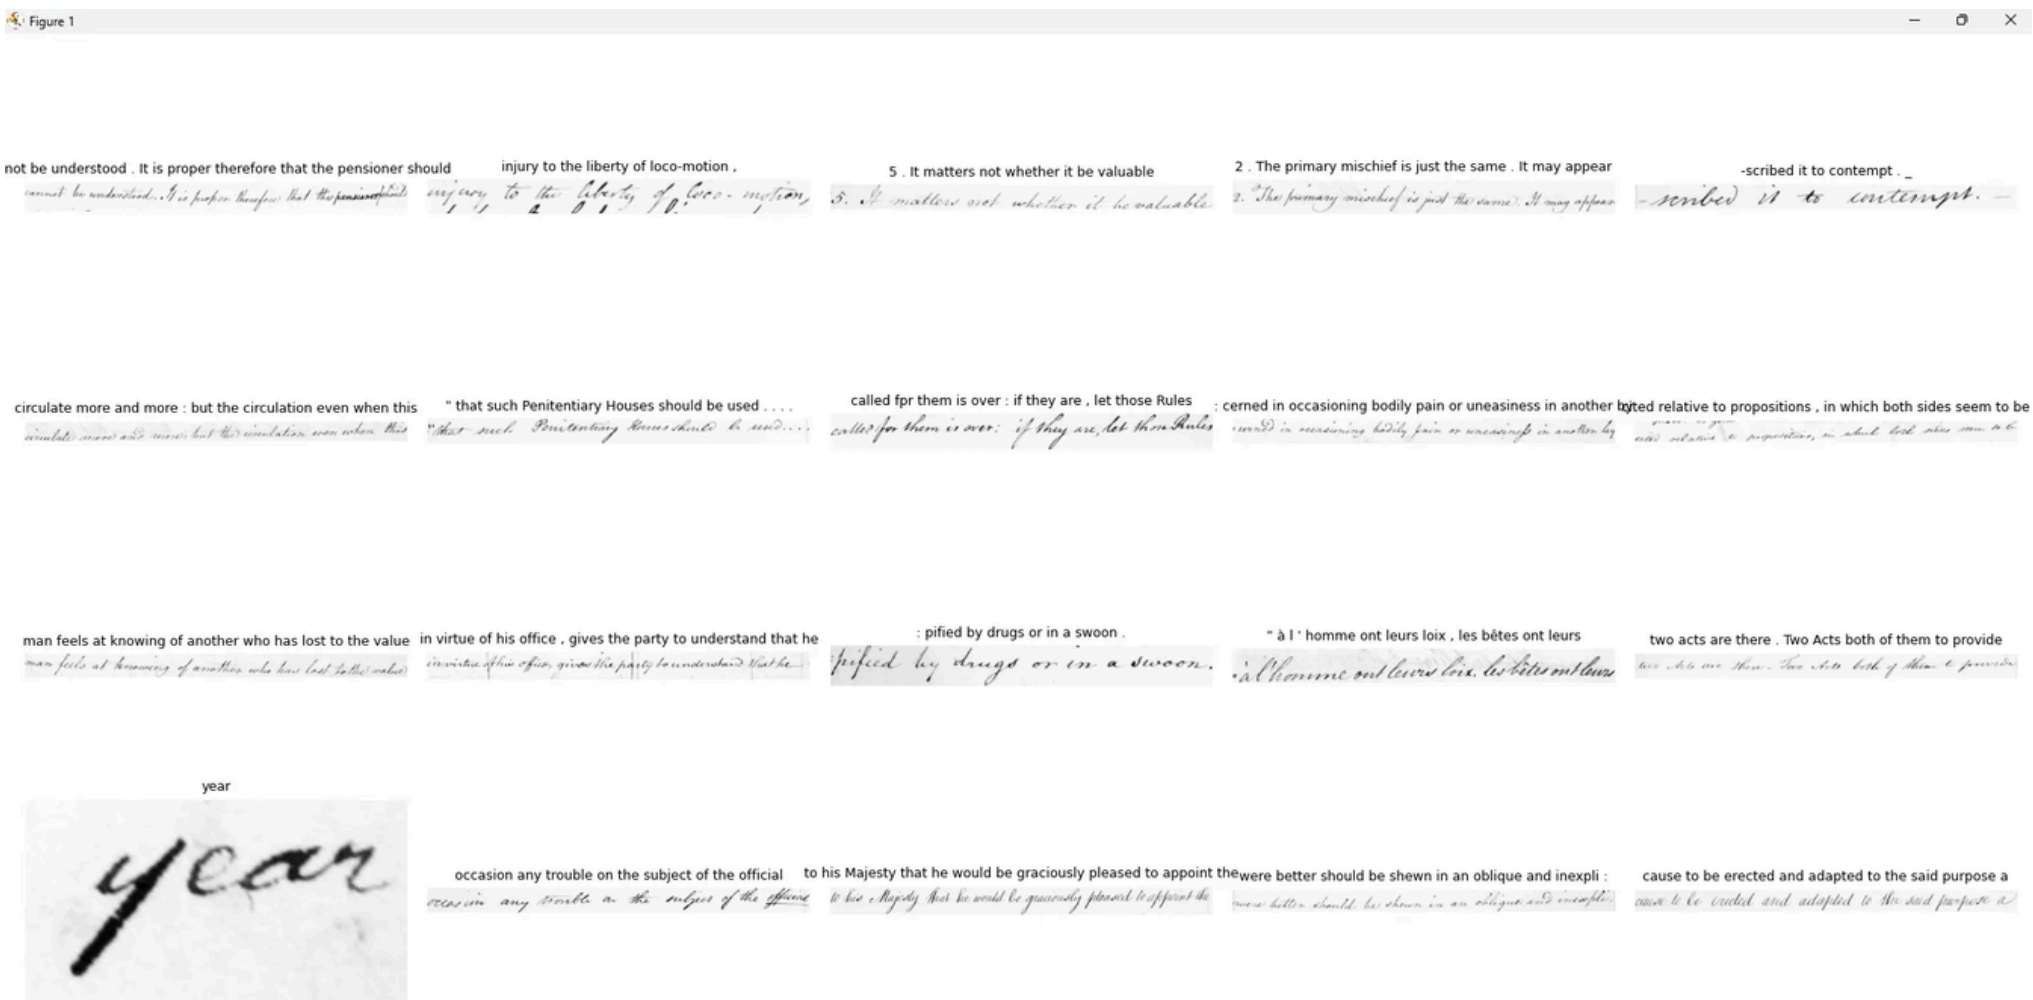 Figure 1
not be understood . It is proper therefore that the pensioner should
cannot be understood. It is proper therefore that the pensioner should
injury to the liberty of loco-motion ,
injury to the liberty of loco-motion,
5 . It matters not whether it be valuable
5. It matters not whether it be valuable
2 . The primary mischief is just the same . It may appear
2. The primary mischief is just the same. It may appear
-scribed it to contempt . _
- scribed it to contempt. —
circulate more and more : but the circulation even when this
circulate more and more; but the circulation even when this
" that such Penitentiary Houses should be used . . . .
"that such Penitentiary Houses should be used....
called fpr them is over : if they are , let those Rules
called for them is over: if they are, let those Rules
: cerned in occasioning bodily pain or uneasiness in another by
: cerned in occasioning bodily pain or uneasiness in another by
cited relative to propositions , in which both sides seem to be
cited relative to propositions, in which both sides seem to be
man feels at knowing of another who has lost to the value
man feels at knowing of another who has lost to the value
in virtue of his office , gives the party to understand that he
in virtue of his office, gives the party to understand that he
: pified by drugs or in a swoon .
pified by drugs or in a swoon.
" à l ' homme ont leurs loix , les bêtes ont leurs
"à l'homme ont leurs loix, les bêtes ont leurs
two acts are there . Two Acts both of them to provide
two Acts are there. Two Acts both of them to provide
year
year
occasion any trouble on the subject of the official
occasion any trouble on the subject of the official
to his Majesty that he would be graciously pleased to appoint the
to his Majesty that he would be graciously pleased to appoint the
were better should be shewn in an oblique and inexpli :
were better should be shewn in an oblique and inexpli:
cause to be erected and adapted to the said purpose a
cause to be erected and adapted to the said purpose a